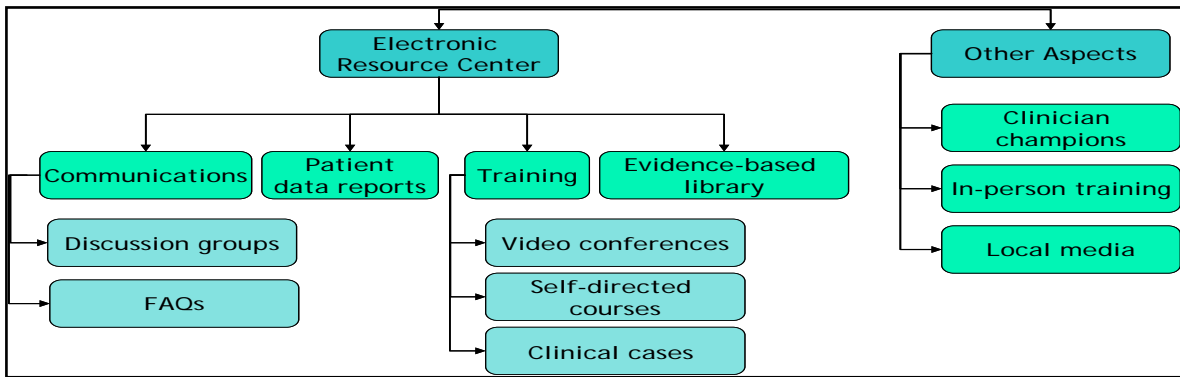 Electronic
Resource Center
Other Aspects
Communications
Patient
data reports
Training
Evidence-based
library
Clinician
champions
In-person training
Local media
Discussion groups
FAQs
Video conferences
Self-directed
courses
Clinical cases